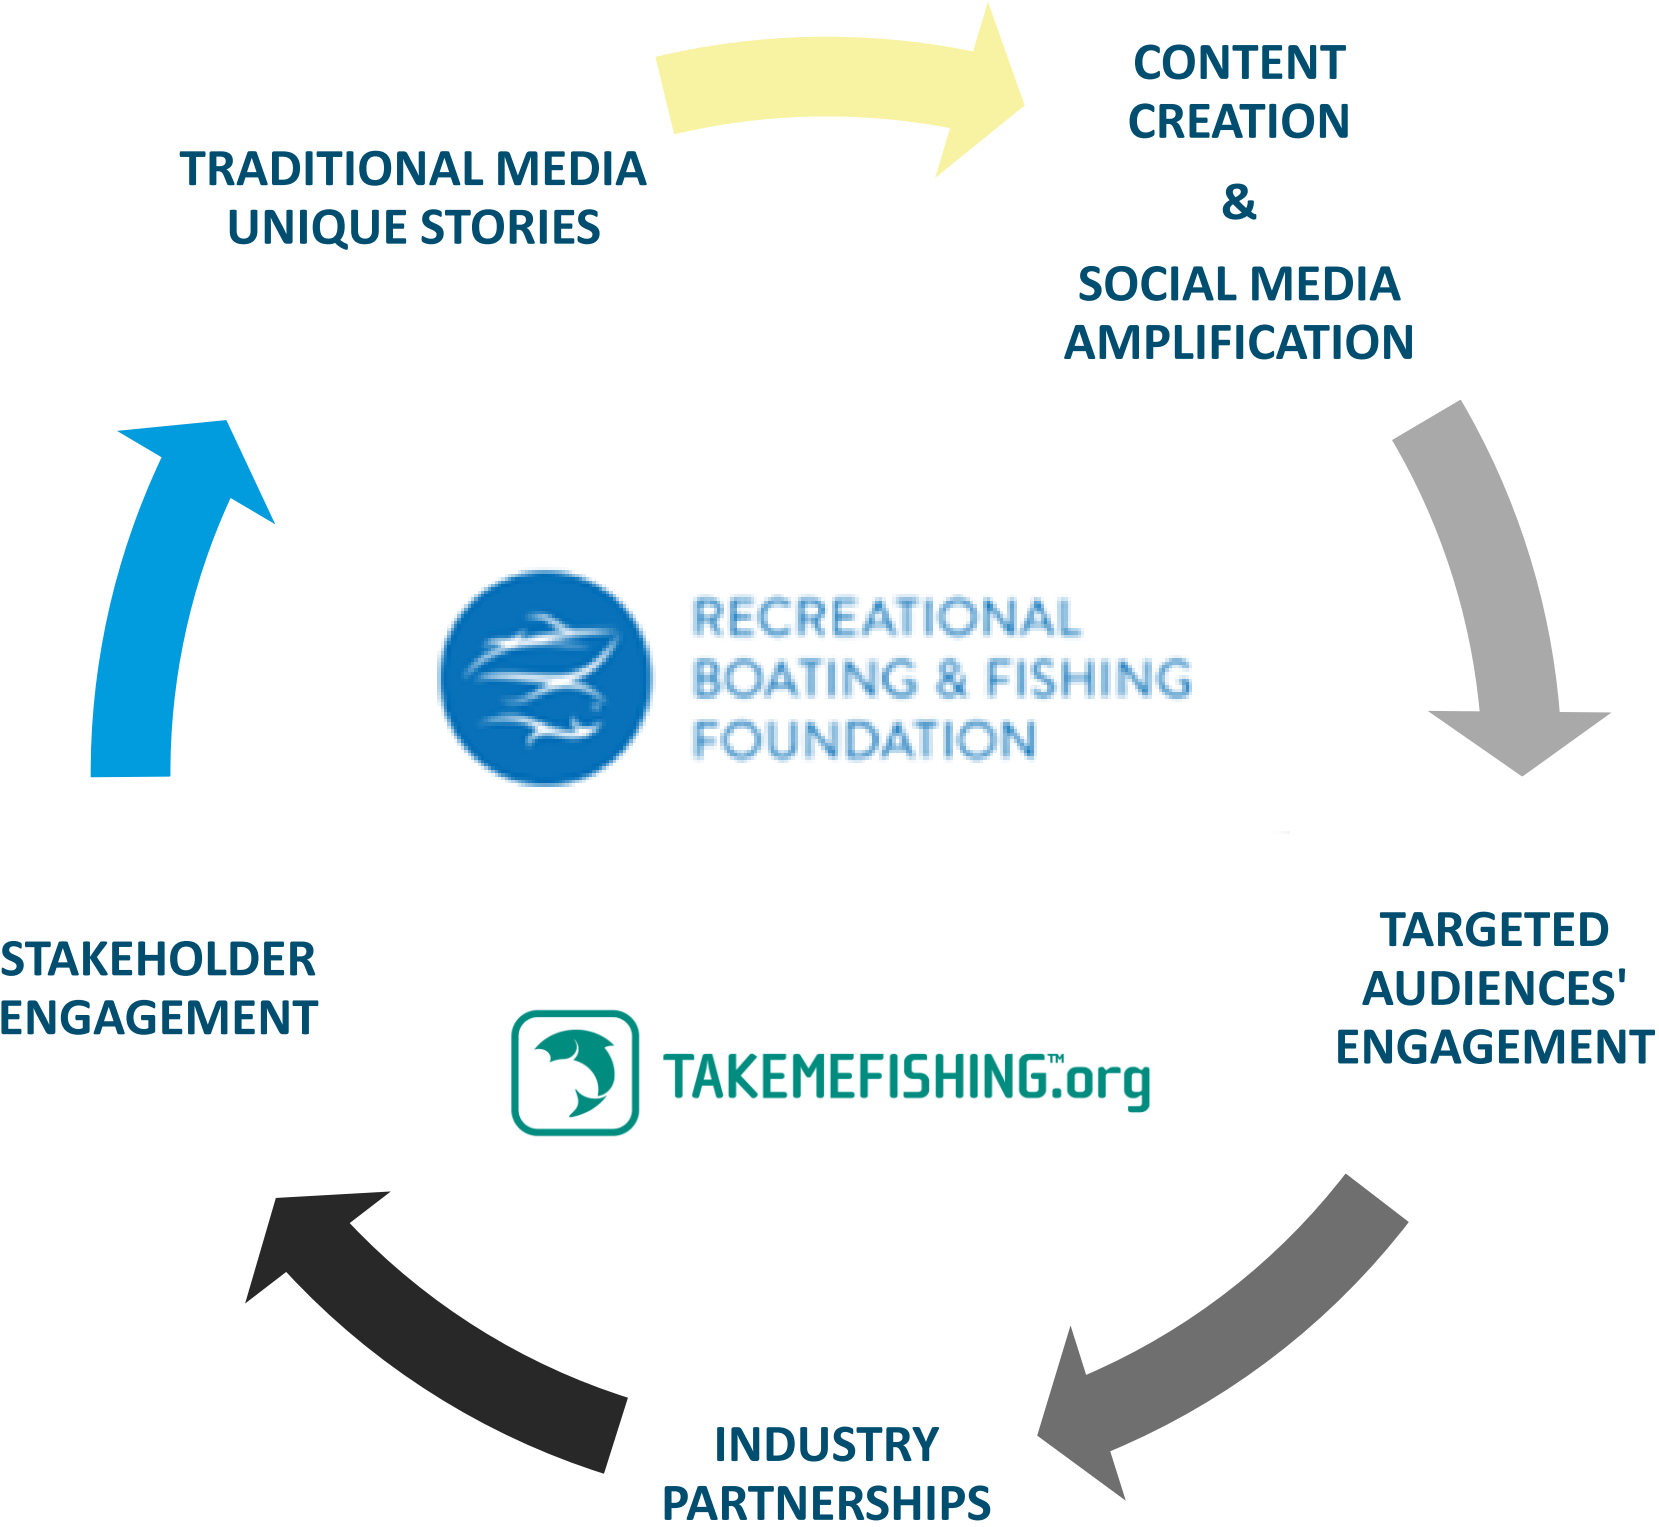 TRADITIONAL MEDIA
UNIQUE STORIES
CONTENT
CREATION
&
SOCIAL MEDIA
AMPLIFICATION
RECREATIONAL
BOATING & FISHING
FOUNDATION
STAKEHOLDER
ENGAGEMENT
TARGETED
AUDIENCES'
ENGAGEMENT
TAKEMEFISHING™.org
INDUSTRY
PARTNERSHIPS